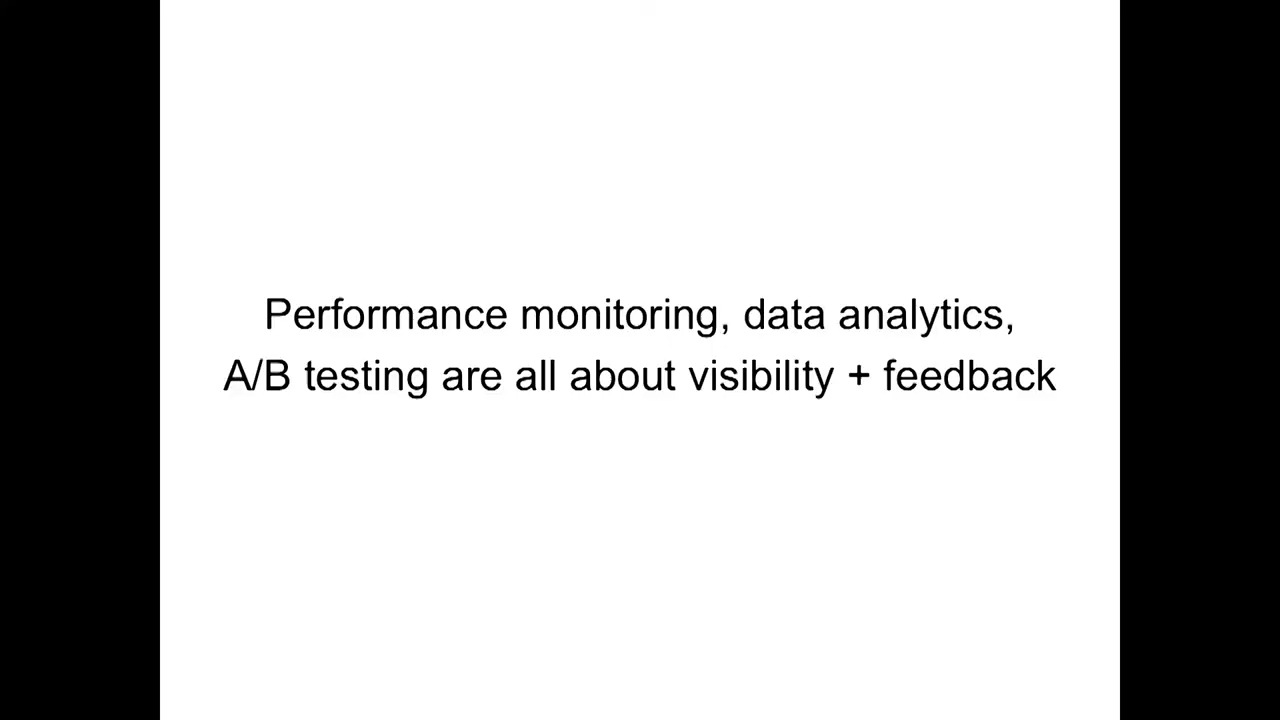 Performance monitoring, data analytics,
A/B testing are all about visibility + feedback